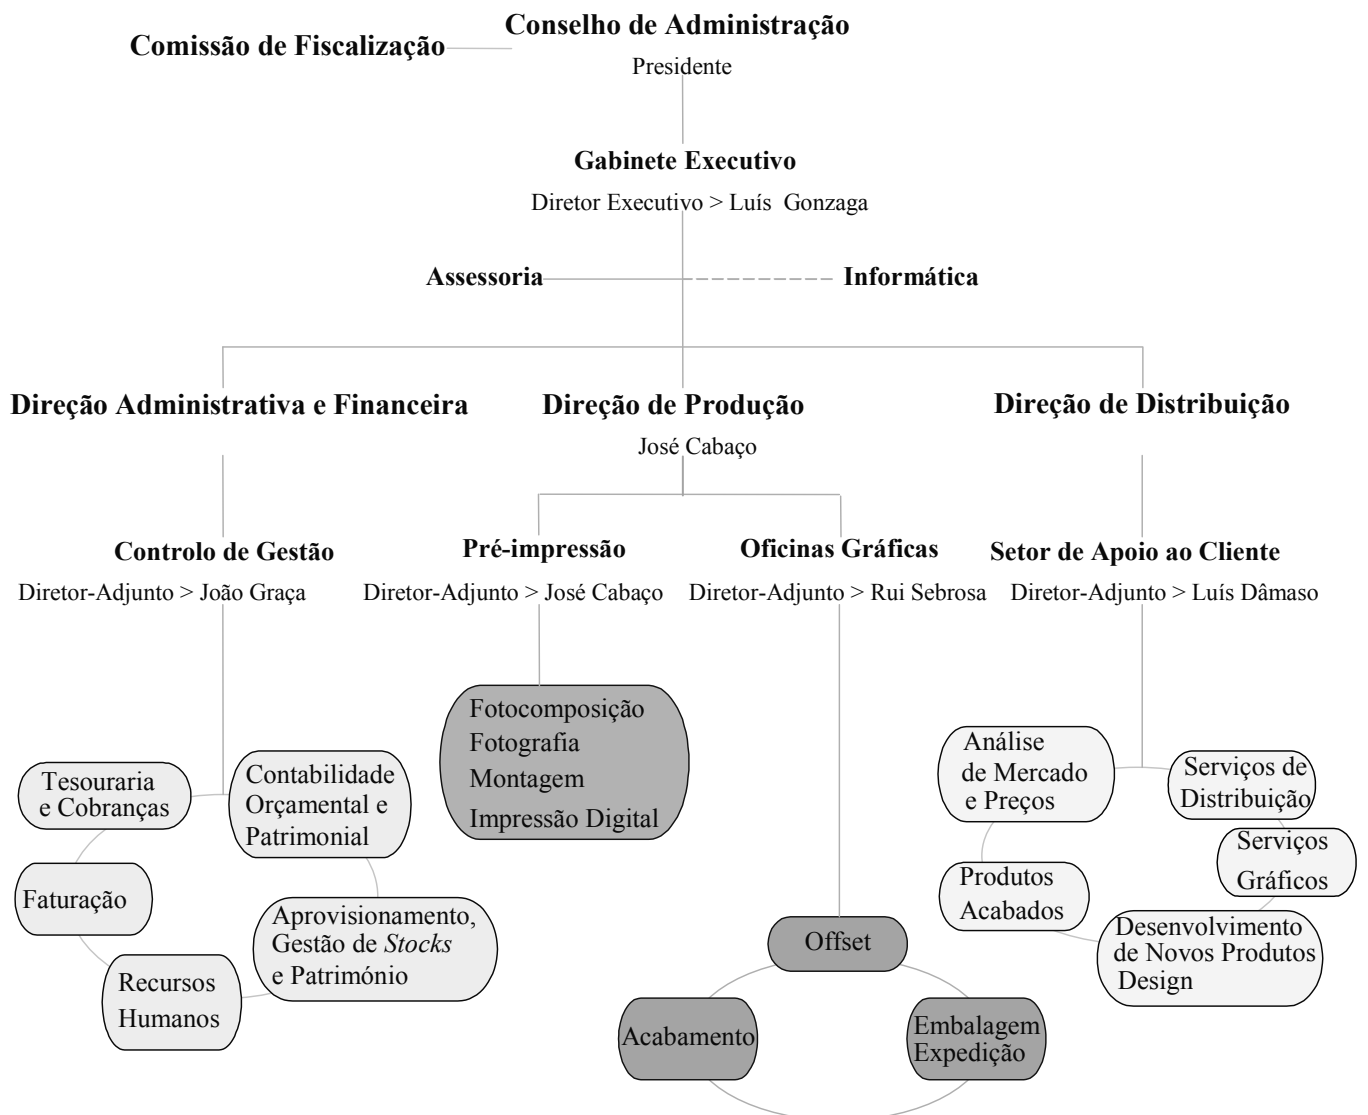 Conselho de Administração
Comissão de Fiscalização
Presidente
Gabinete Executivo
Diretor Executivo > Luís Gonzaga
Assessoria
Informática
Direção Administrativa e Financeira
Direção de Produção
Direção de Distribuição
José Cabaço
Controlo de Gestão
Diretor-Adjunto > João Graça
Pré-impressão
Diretor-Adjunto > José Cabaço
Oficinas Gráficas
Diretor-Adjunto > Rui Sebrosa
Setor de Apoio ao Cliente
Diretor-Adjunto > Luís Dâmaso
Tesouraria
e Cobranças
Contabilidade
Orçamental e
Patrimonial
Faturação
Aprovisionamento,
Gestão de Stocks
e Património
Recursos
Humanos
Fotocomposição
Fotografia
Montagem
Impressão Digital
Offset
Acabamento
Embalagem
Expedição
Análise
de Mercado
e Preços
Serviços de
Distribuição
Serviços
Gráficos
Produtos
Acabados
Desenvolvimento
de Novos Produtos
Design